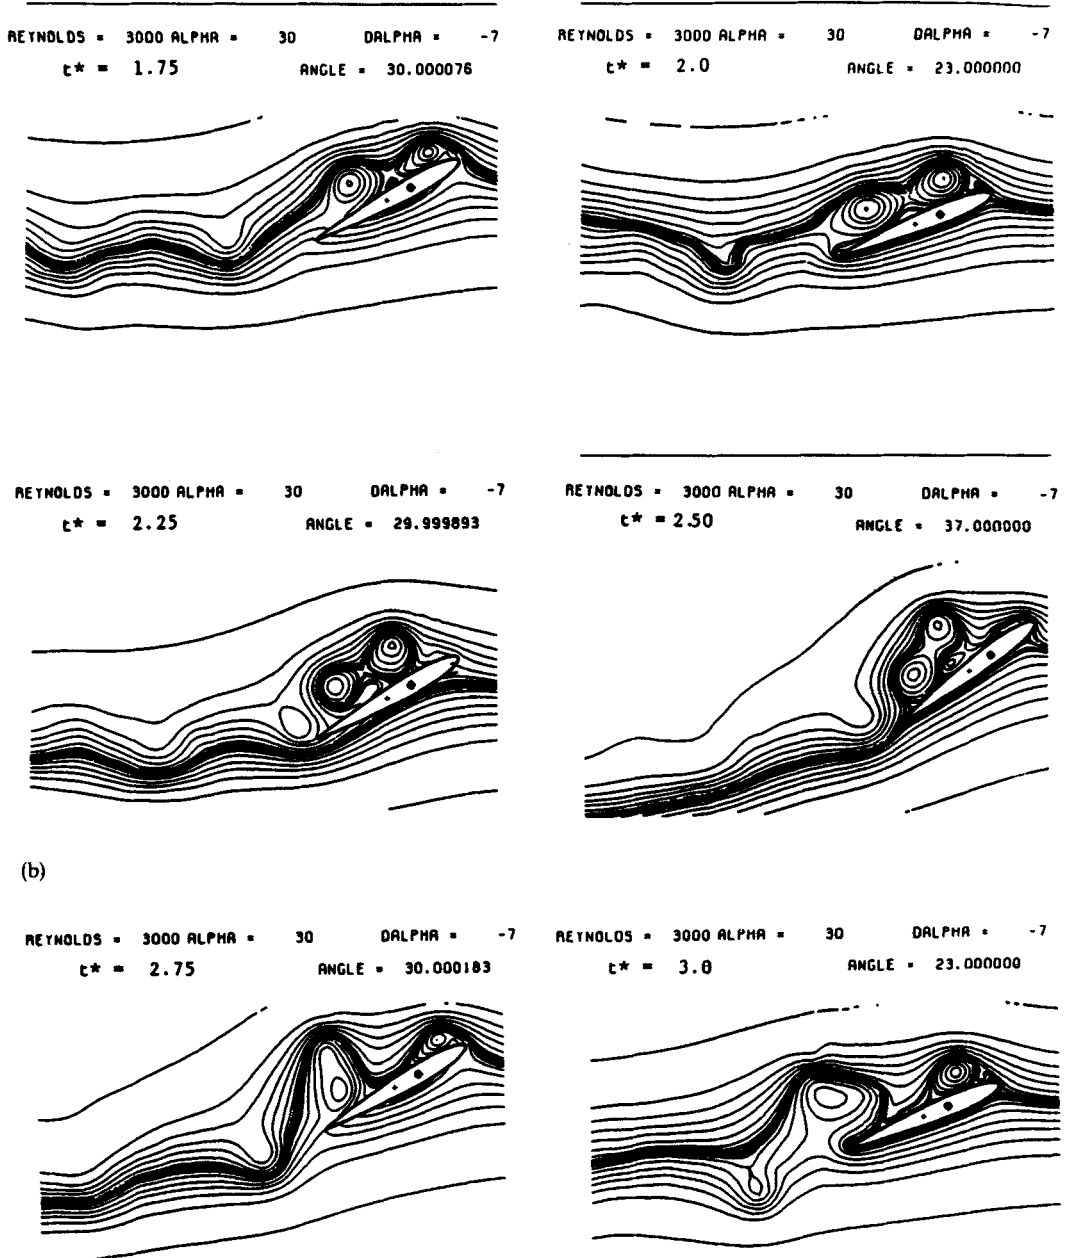 REYNOLDS = 3000 ALPHA = 30 DALPHA = -7
t* = 1.75 ANGLE = 30.000076
REYNOLDS = 3000 ALPHA = 30 DALPHA = -7
t* = 2.0 ANGLE = 23.000000
REYNOLDS = 3000 ALPHA = 30 DALPHA = -7
t* = 2.25 ANGLE = 29.999893
REYNOLDS = 3000 ALPHA = 30 DALPHA = -7
t* = 2.50 ANGLE = 37.000000
(b)
REYNOLDS = 3000 ALPHA = 30 DALPHA = -7
t* = 2.75 ANGLE = 30.000183
REYNOLDS = 3000 ALPHA = 30 DALPHA = -7
t* = 3.0 ANGLE = 23.000000